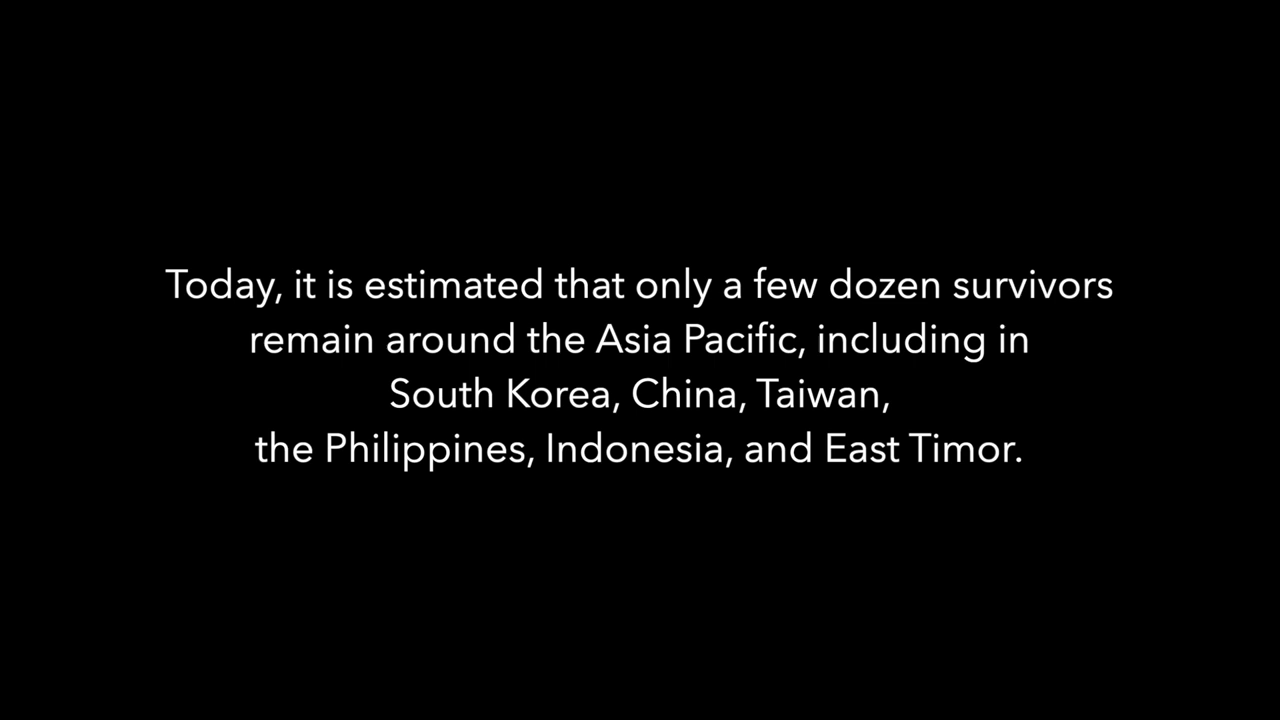 Today, it is estimated that only a few dozen survivors
remain around the Asia Pacific, including in
South Korea, China, Taiwan,
the Philippines, Indonesia, and East Timor.